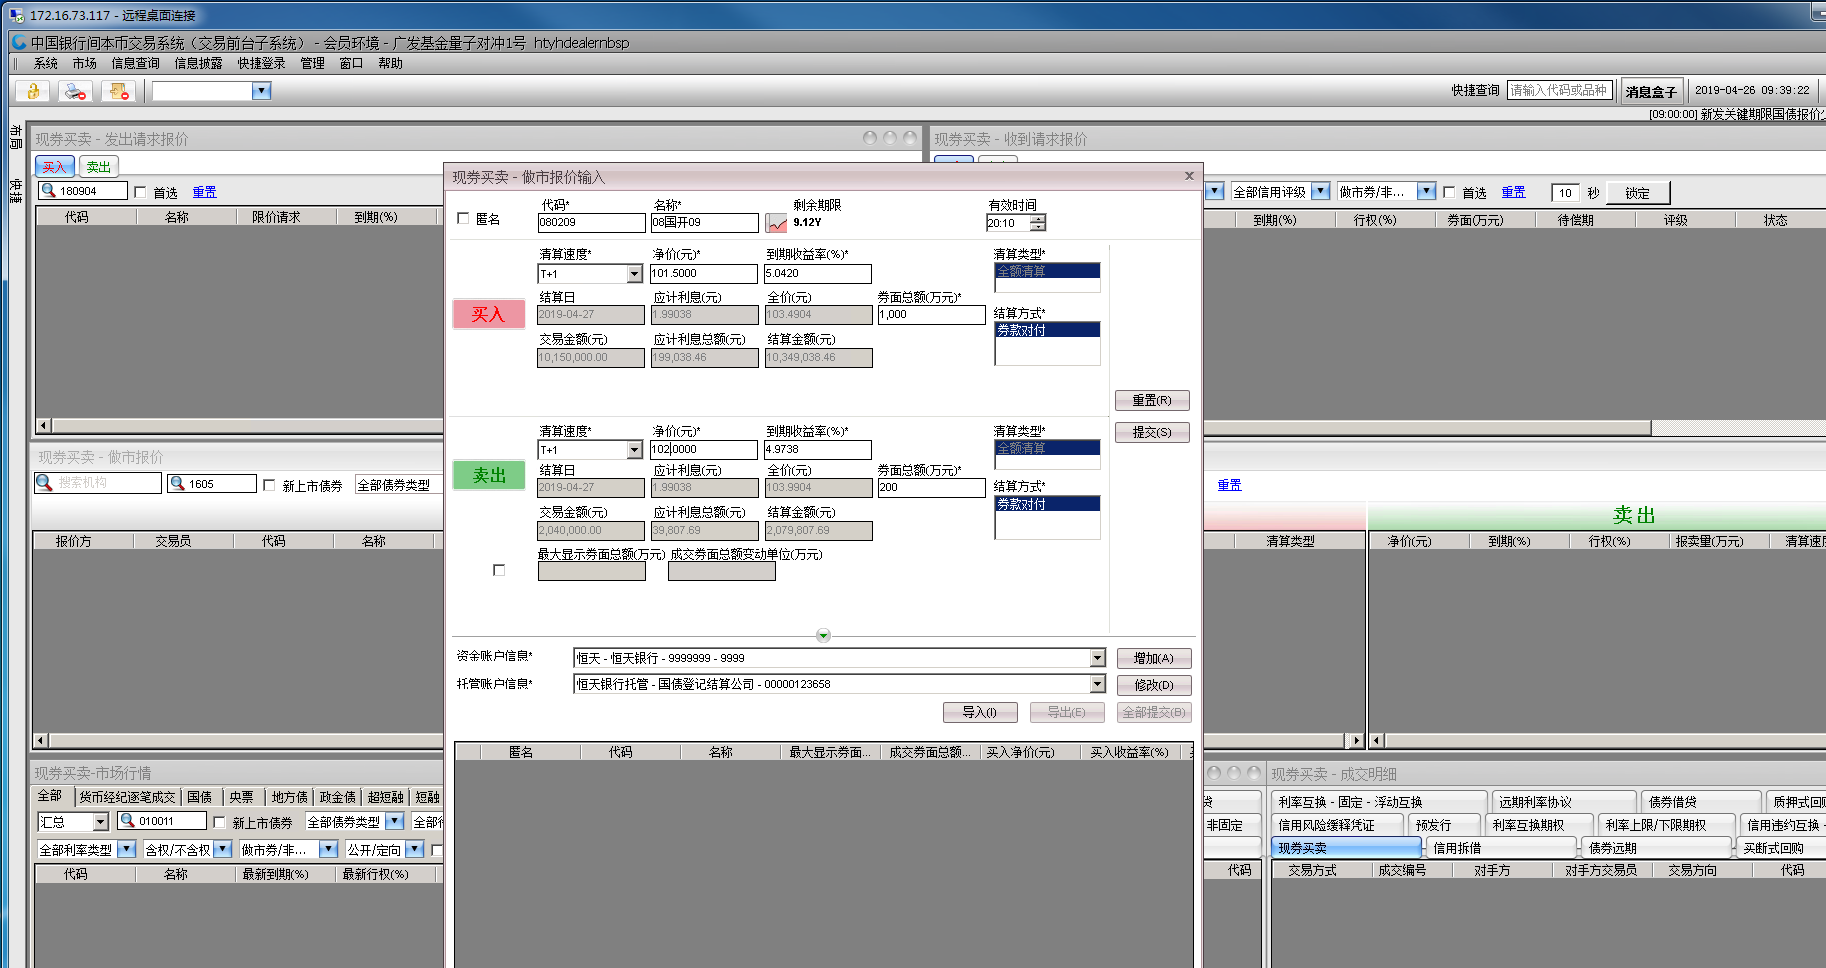 172.16.73.117 - 远程桌面连接
中国银行间本币交易系统（交易前台子系统） - 会员环境 - 广发基金量子对冲1号 htyhdealernbsp
系统 市场 信息查询 信息披露 快捷登录 管理 窗口 帮助
快捷查询 请输入代码或品种 消息盒子 2019-04-26 09:39:22
[09:00:00] 新发关键期限国债报价
布局
快捷
现券买卖 - 发出请求报价
买入 卖出
180904 首选 重置
代码 名称 限价请求 到期(%)
现券买卖 - 收到请求报价
全部信用评级 做市券/非... 首选 重置 10 秒 锁定
到期(%) 行权(%) 券面(万元) 待偿期 评级 状态
现券买卖 - 做市报价输入
匿名
代码* 名称* 剩余期限 有效时间
080209 08国开09 9.12Y 20:10
清算速度* 净价(元)* 到期收益率(%)* 清算类型*
T+1 101.5000 5.0420 全额清算
买入
结算日 应计利息(元) 全价(元) 券面总额(万元)* 结算方式*
2019-04-27 1.99038 103.4904 1,000 券款对付
交易金额(元) 应计利息总额(元) 结算金额(元)
10,150,000.00 199,038.46 10,349,038.46
重置(R)
提交(S)
清算速度* 净价(元)* 到期收益率(%)* 清算类型*
T+1 102.0000 4.9738 全额清算
卖出
结算日 应计利息(元) 全价(元) 券面总额(万元)* 结算方式*
2019-04-27 1.99038 103.9904 200 券款对付
交易金额(元) 应计利息总额(元) 结算金额(元)
2,040,000.00 39,807.69 2,079,807.69
最大显示券面总额(万元) 成交券面总额变动单位(万元)
资金账户信息* 恒天 - 恒天银行 - 9999999 - 9999 增加(A)
托管账户信息* 恒天银行托管 - 国债登记结算公司 - 00000123658 修改(D)
导入(I) 导出(E) 全部提交(B)
匿名 代码 名称 最大显示券面... 成交券面总额... 买入净价(元) 买入收益率(%)
现券买卖 - 做市报价
搜索机构 1605 新上市债券 全部债券类型
报价方 交易员 代码 名称
重置
卖出
清算类型 净价(元) 到期(%) 行权(%) 报卖量(万元) 清算速
现券买卖-市场行情
全部 货币经纪逐笔成交 国债 央票 地方债 政金债 超短融 短融
汇总 010011 新上市债券 全部债券类型
全部利率类型 含权/不含权 做市券/非... 公开/定向
代码 名称 最新到期(%) 最新行权(%)
非固定
代码
现券买卖 - 成交明细
利率互换 - 固定 - 浮动互换 远期利率协议 债券借贷 质押式回
信用风险缓释凭证 预发行 利率互换期权 利率上限/下限期权 信用违约互换 -
现券买卖 信用拆借 债券远期 买断式回购
交易方式 成交编号 对手方 对手方交易员 交易方向 代码